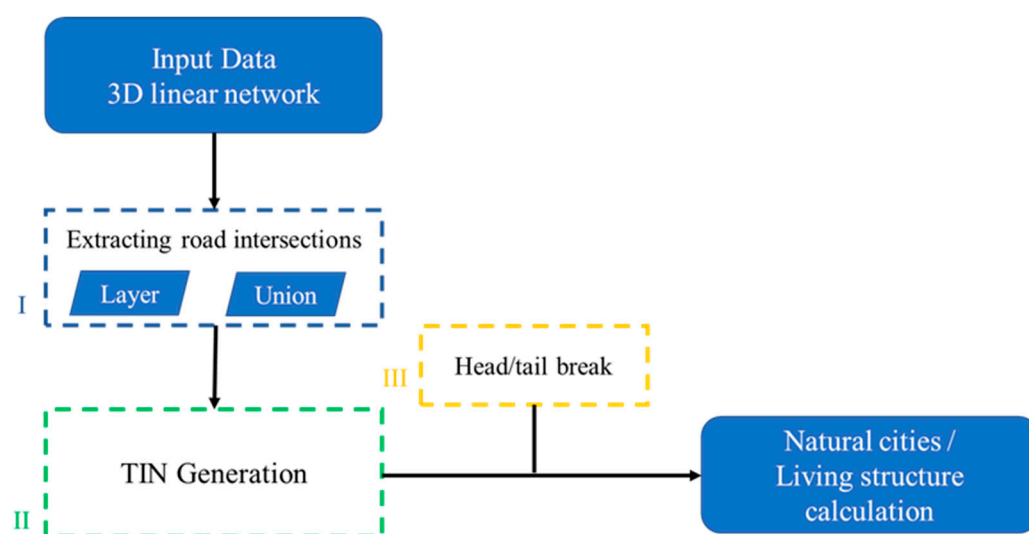 Input Data
3D linear network
Extracting road intersections
Layer
Union
I
Head/tail break
III
TIN Generation
II
Natural cities /
Living structure
calculation